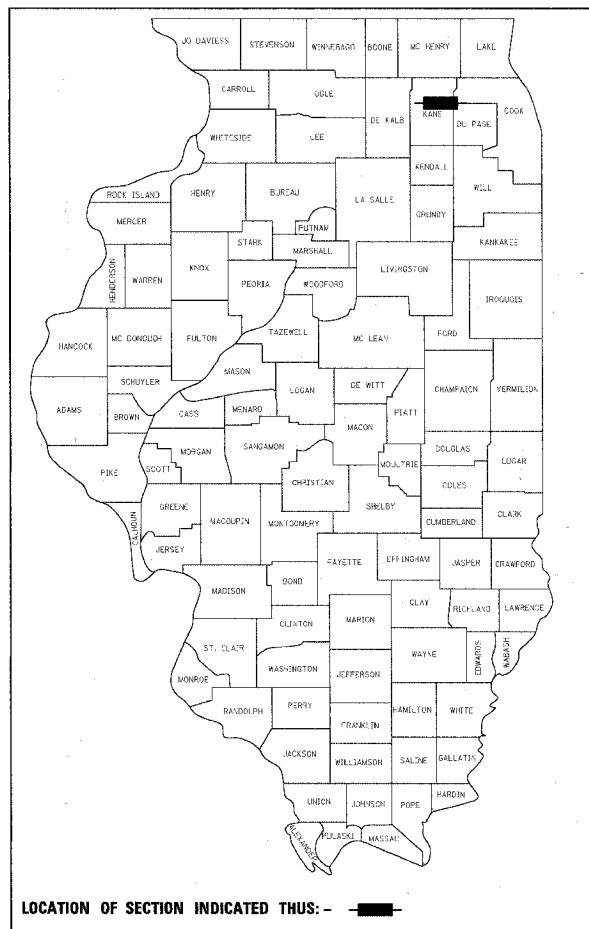 JO DAVIESS STEVENSON WINNEBAGO BOONE MC HENRY LAKE
CARROLL OGLE
DE KALB KANE COOK
DU PAGE
WHITESIDE LEE
KENDALL
ROCK ISLAND HENRY BUREAU LA SALLE WILL
GRUNDY
MERCER PUTNAM
STARK MARSHALL KANKAKEE
HENDERSON WARREN KNOX LIVINGSTON
PEORIA WOODFORD
IROQUOIS
HANCOCK MC DONOUGH FULTON TAZEWELL MC LEAN FORD
MASON
SCHUYLER DE WITT
ADAMS LOGAN CHAMPAIGN VERMILION
BROWN CASS MENARD PIATT
MACON
MORGAN SANGAMON DOUGLAS EDGAR
PIKE SCOTT MOULTRIE
CHRISTIAN COLES
GREENE SHELBY
CALHOUN MACOUPIN MONTGOMERY CUMBERLAND CLARK
JERSEY
FAYETTE EFFINGHAM JASPER CRAWFORD
MADISON BOND
CLAY RICHLAND LAWRENCE
CLINTON MARION
ST. CLAIR WAYNE EDWARDS WABASH
WASHINGTON JEFFERSON
MONROE
RANDOLPH PERRY HAMILTON WHITE
FRANKLIN
JACKSON WILLIAMSON SALINE GALLATIN
HARDIN
UNION JOHNSON POPE
ALEXANDER PULASKI MASSAC
LOCATION OF SECTION INDICATED THUS: -